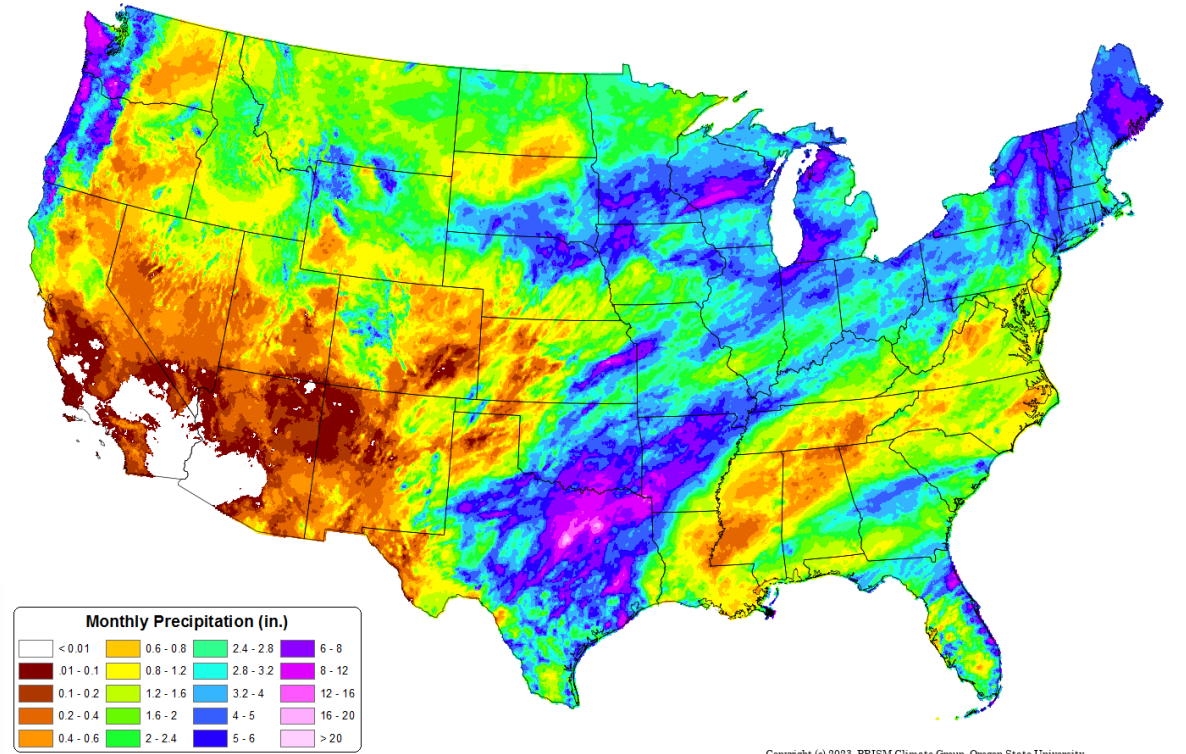 Monthly Precipitation (in.)
< 0.01 0.6 - 0.8 2.4 - 2.8 6 - 8
.01 - 0.1 0.8 - 1.2 2.8 - 3.2 8 - 12
0.1 - 0.2 1.2 - 1.6 3.2 - 4 12 - 16
0.2 - 0.4 1.6 - 2 4 - 5 16 - 20
0.4 - 0.6 2 - 2.4 5 - 6 > 20
Copyright (c) 2023, PRISM Climate Group, Oregon State University